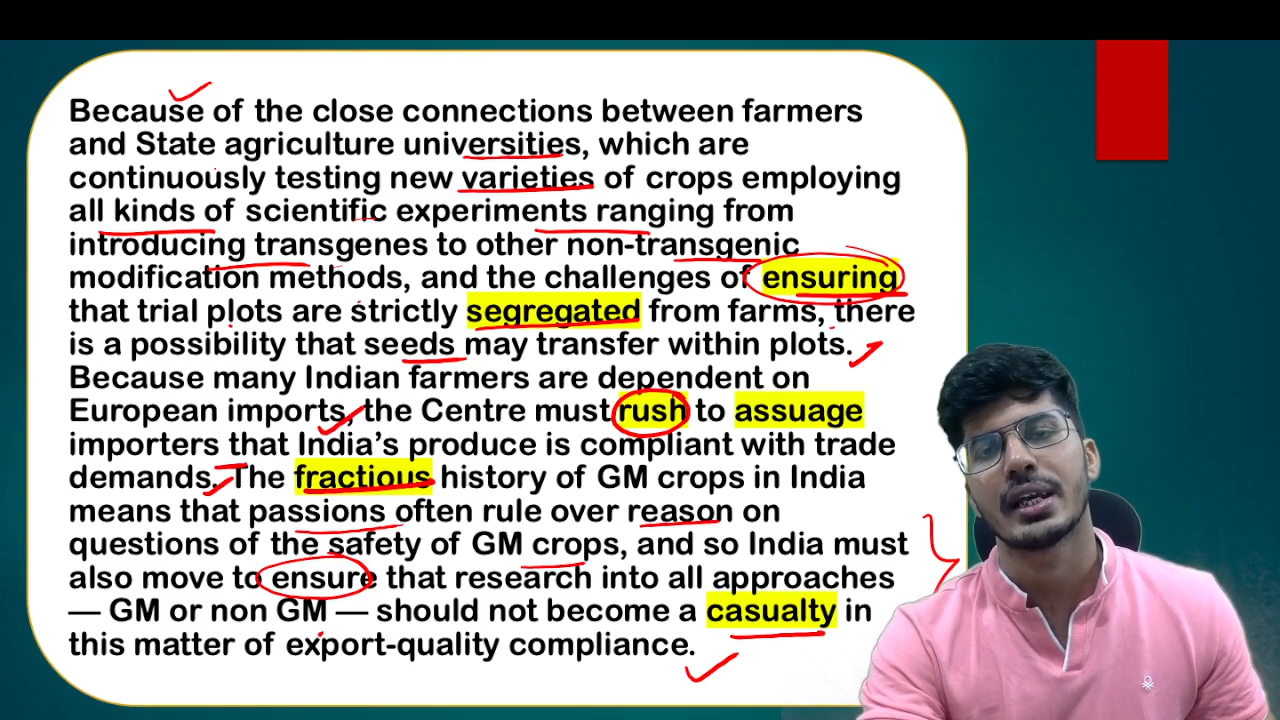 Because of the close connections between farmers
and State agriculture universities, which are
continuously testing new varieties of crops employing
all kinds of scientific experiments ranging from
introducing transgenes to other non-transgenic
modification methods, and the challenges of ensuring
that trial plots are strictly segregated from farms, there
is a possibility that seeds may transfer within plots.
Because many Indian farmers are dependent on
European imports, the Centre must rush to assuage
importers that India’s produce is compliant with trade
demands. The fractious history of GM crops in India
means that passions often rule over reason on
questions of the safety of GM crops, and so India must
also move to ensure that research into all approaches
— GM or non GM — should not become a casualty in
this matter of export-quality compliance.